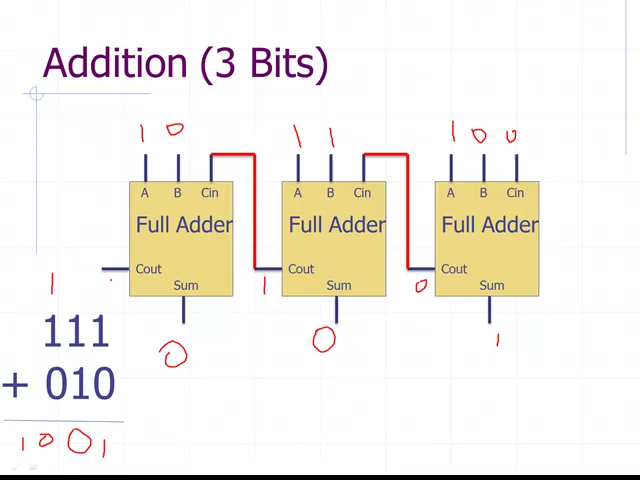 Addition (3 Bits)
1 0 1 1 1 0 0
A B Cin A B Cin A B Cin
Full Adder Full Adder Full Adder
Cout Cout Cout
1 1 0
Sum Sum Sum
0 0 1
111
+ 010
1001